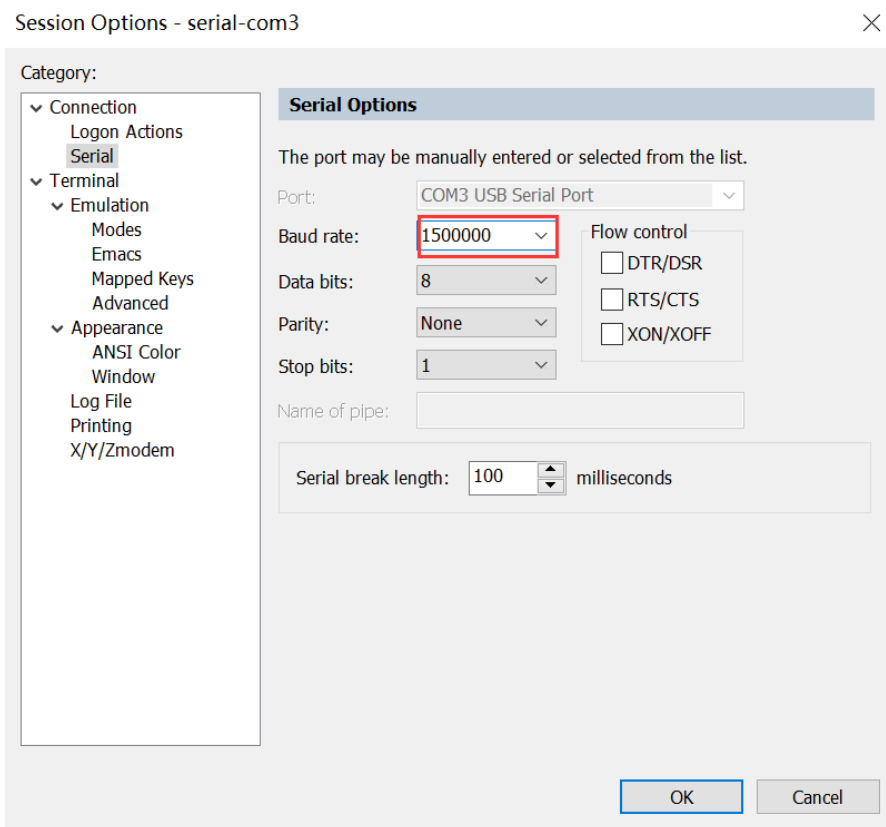 Session Options - serial-com3
Category:
Connection
Logon Actions
Serial
Terminal
Emulation
Modes
Emacs
Mapped Keys
Advanced
Appearance
ANSI Color
Window
Log File
Printing
X/Y/Zmodem
Serial Options
The port may be manually entered or selected from the list.
Port: COM3 USB Serial Port
Baud rate: 1500000
Data bits: 8
Parity: None
Stop bits: 1
Flow control
DTR/DSR
RTS/CTS
XON/XOFF
Name of pipe:
Serial break length: 100 milliseconds
OK Cancel